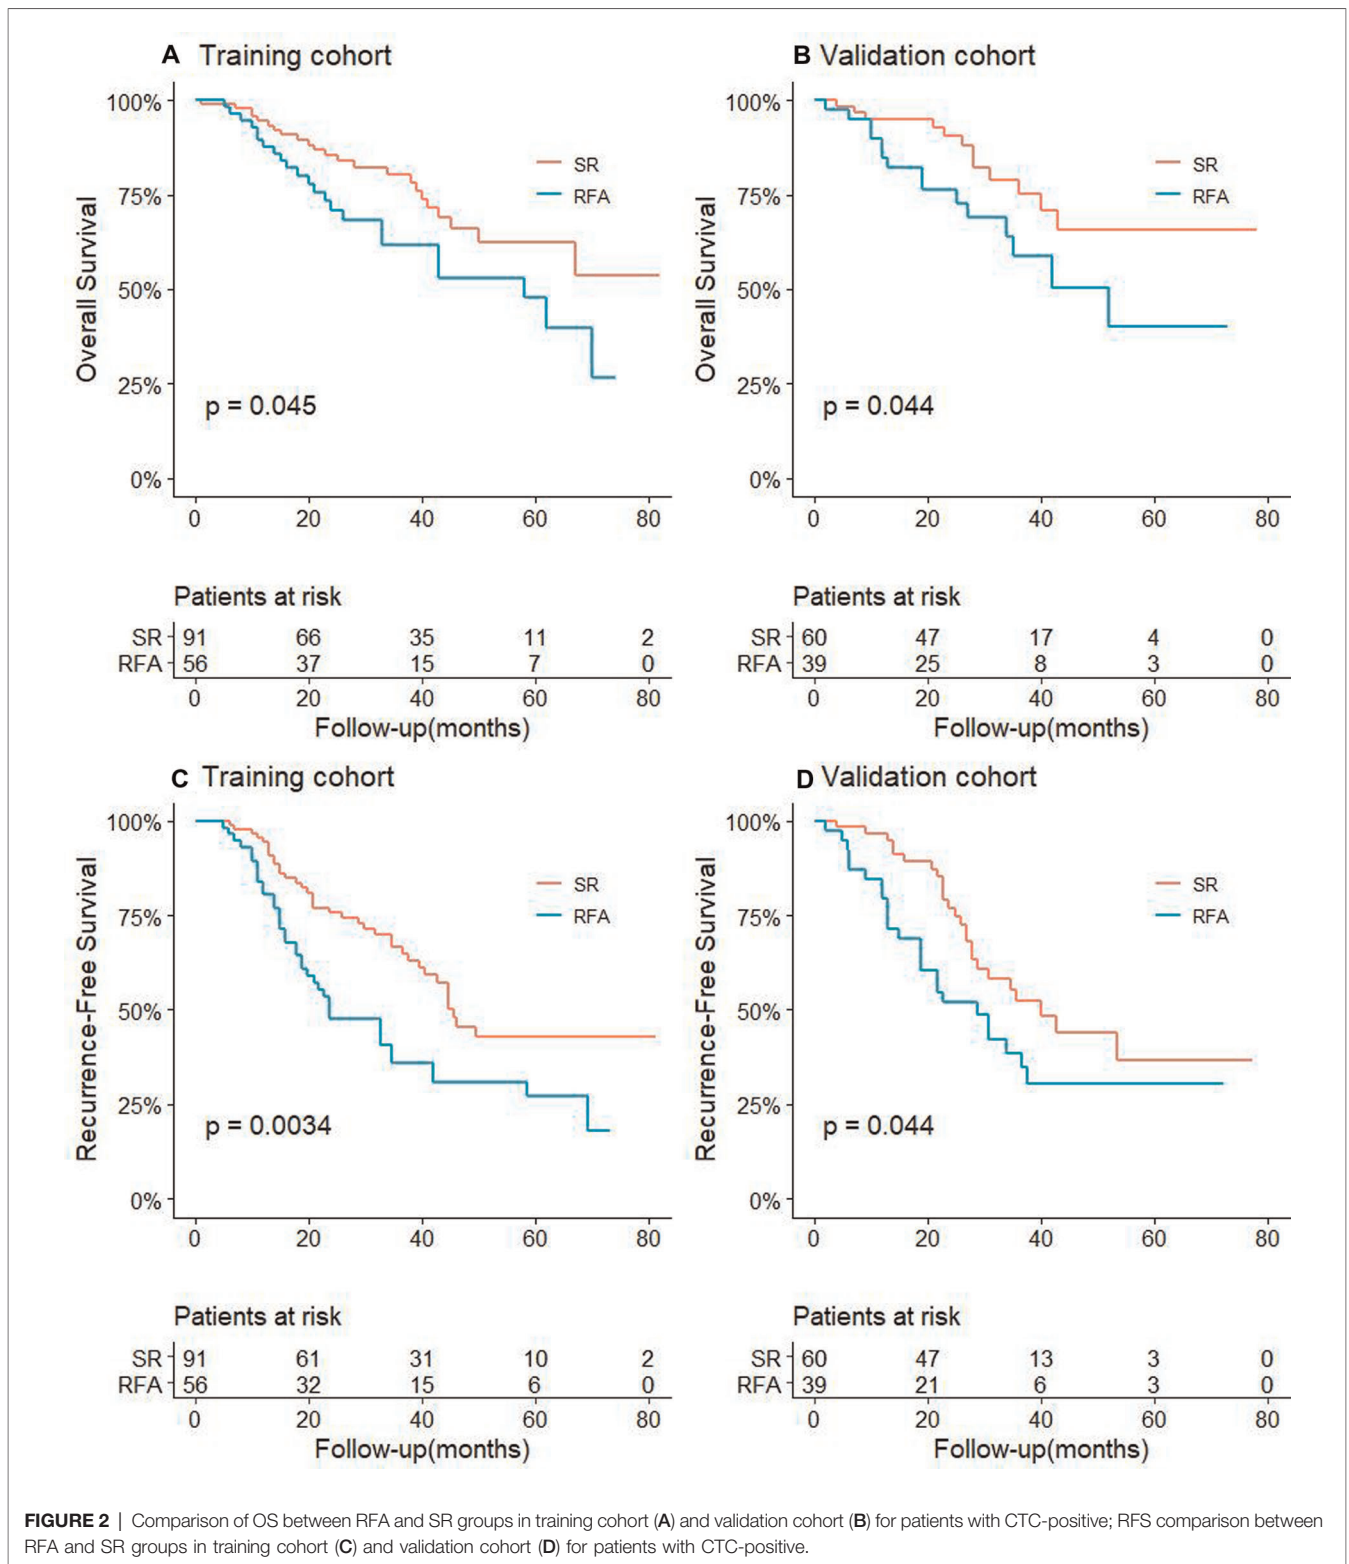 A Training cohort
100%
75%
50%
25%
0%
Overall Survival
SR
RFA
p = 0.045
0 20 40 60 80
Patients at risk
SR 91 66 35 11 2
RFA 56 37 15 7 0
0 20 40 60 80
Follow-up(months)
B Validation cohort
100%
75%
50%
25%
0%
Overall Survival
SR
RFA
p = 0.044
0 20 40 60 80
Patients at risk
SR 60 47 17 4 0
RFA 39 25 8 3 0
0 20 40 60 80
Follow-up(months)
C Training cohort
100%
75%
50%
25%
0%
Recurrence-Free Survival
SR
RFA
p = 0.0034
0 20 40 60 80
Patients at risk
SR 91 61 31 10 2
RFA 56 32 15 6 0
0 20 40 60 80
Follow-up(months)
D Validation cohort
100%
75%
50%
25%
0%
Recurrence-Free Survival
SR
RFA
p = 0.044
0 20 40 60 80
Patients at risk
SR 60 47 13 3 0
RFA 39 21 6 3 0
0 20 40 60 80
Follow-up(months)
FIGURE 2 | Comparison of OS between RFA and SR groups in training cohort (A) and validation cohort (B) for patients with CTC-positive; RFS comparison between
RFA and SR groups in training cohort (C) and validation cohort (D) for patients with CTC-positive.